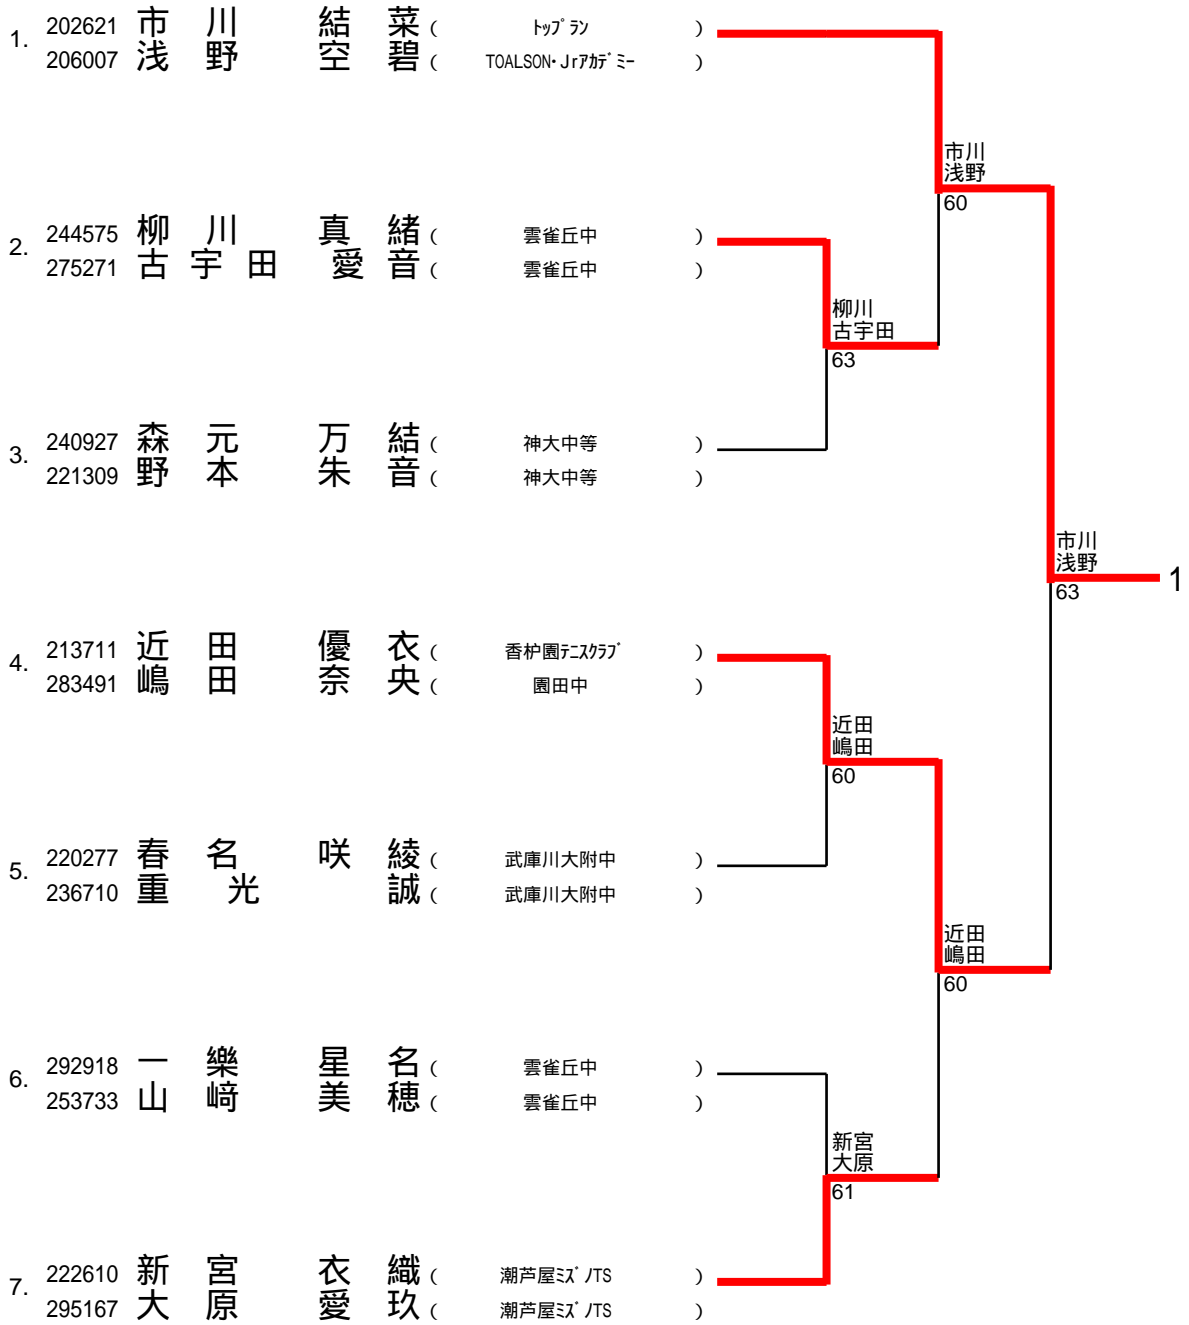 1. 202621 市川 結菜 ( トップラン )
206007 浅野 空碧 ( TOALSON・Jrアカデミー )
市川
浅野
60
2. 244575 柳川 真緒 ( 雲雀丘中 )
275271 古宇田 愛音 ( 雲雀丘中 )
柳川
古宇田
63
3. 240927 森元 万結 ( 神大中等 )
221309 野本 朱音 ( 神大中等 )
市川
浅野
63
1
4. 213711 近田 優衣 ( 香枦園テニスクラブ )
283491 嶋田 奈央 ( 園田中 )
近田
嶋田
60
5. 220277 春名 咲綾 ( 武庫川大附中 )
236710 重光 誠 ( 武庫川大附中 )
近田
嶋田
60
6. 292918 一樂 星名 ( 雲雀丘中 )
253733 山﨑 美穂 ( 雲雀丘中 )
新宮
大原
61
7. 222610 新宮 衣織 ( 潮芦屋ミズノTS )
295167 大原 愛玖 ( 潮芦屋ミズノTS )